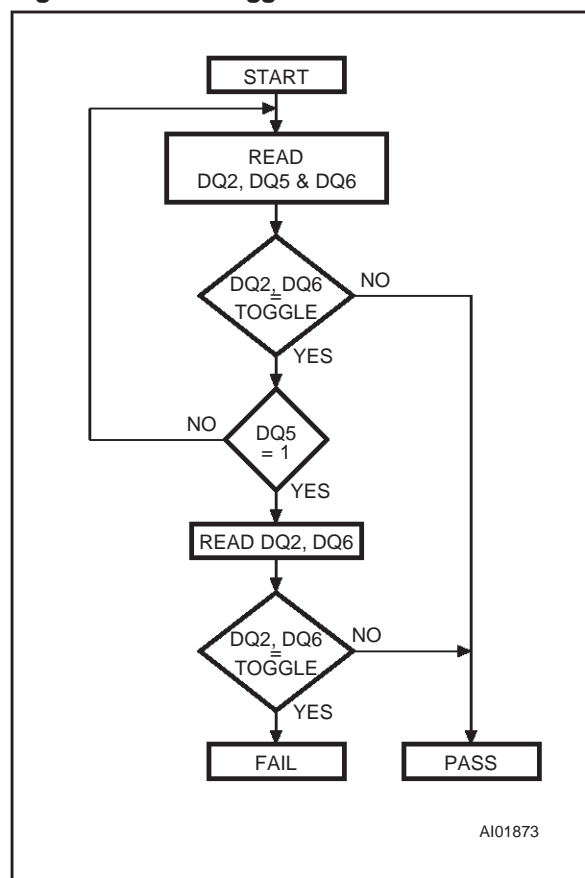 START
READ
DQ2, DQ5 & DQ6
DQ2, DQ6
=
TOGGLE
NO
YES
NO
DQ5
= 1
YES
READ DQ2, DQ6
DQ2, DQ6
=
TOGGLE
NO
YES
FAIL
PASS
AI01873